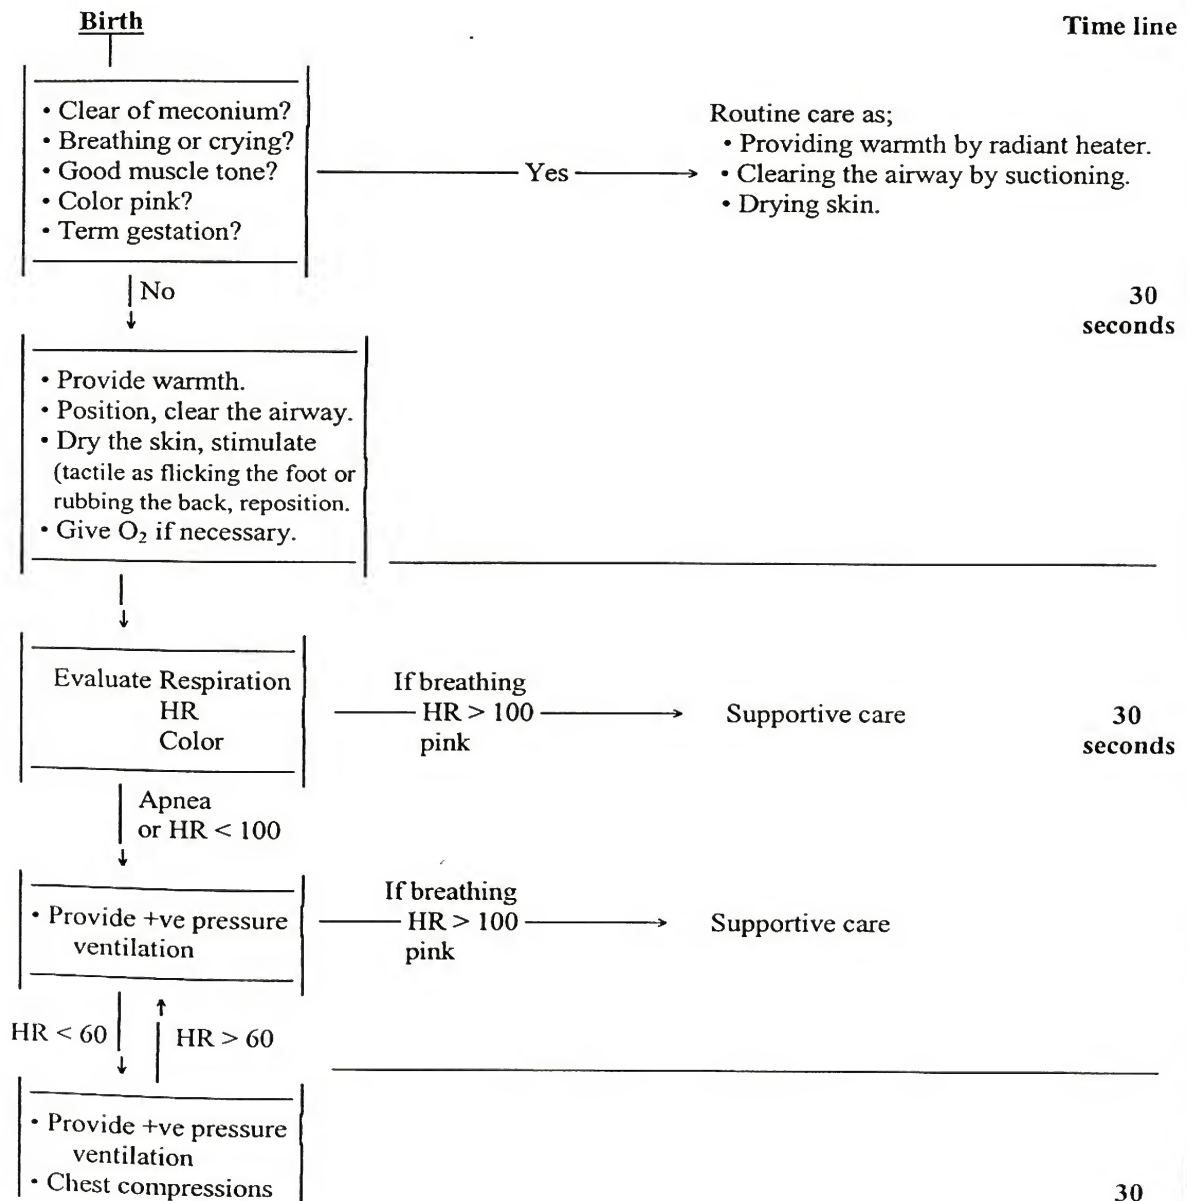 Birth
Time line
• Clear of meconium?
• Breathing or crying?
• Good muscle tone?
• Color pink?
• Term gestation?
Yes
Routine care as;
• Providing warmth by radiant heater.
• Clearing the airway by suctioning.
• Drying skin.
No
30
seconds
• Provide warmth.
• Position, clear the airway.
• Dry the skin, stimulate
(tactile as flicking the foot or
rubbing the back, reposition.
• Give O₂ if necessary.
Evaluate Respiration
HR
Color
If breathing
HR > 100
pink
Supportive care
30
seconds
Apnea
or HR < 100
• Provide +ve pressure
ventilation
If breathing
HR > 100
pink
Supportive care
HR < 60
HR > 60
• Provide +ve pressure
ventilation
• Chest compressions
30